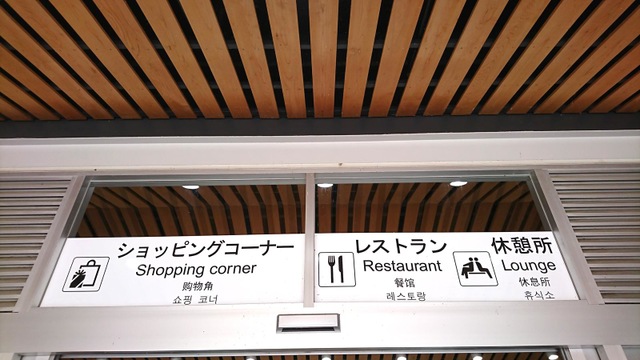 ショッピングコーナー
Shopping corner
购物角
쇼핑 코너
レストラン
Restaurant
餐馆
레스토랑
休憩所
Lounge
休息所
휴식소